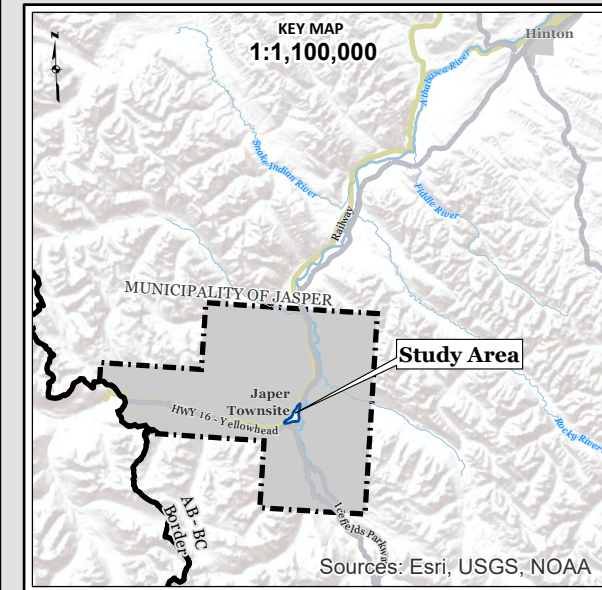 KEY MAP
1:1,100,000
Hinton
Athabasca River
Snake Indian River
Fiddle River
Railway
MUNICIPALITY OF JASPER
Study Area
Japer
Townsite
HWY 16 - Yellowhead
Rocky River
AB - BC
Border
Icefields Parkway
Sources: Esri, USGS, NOAA